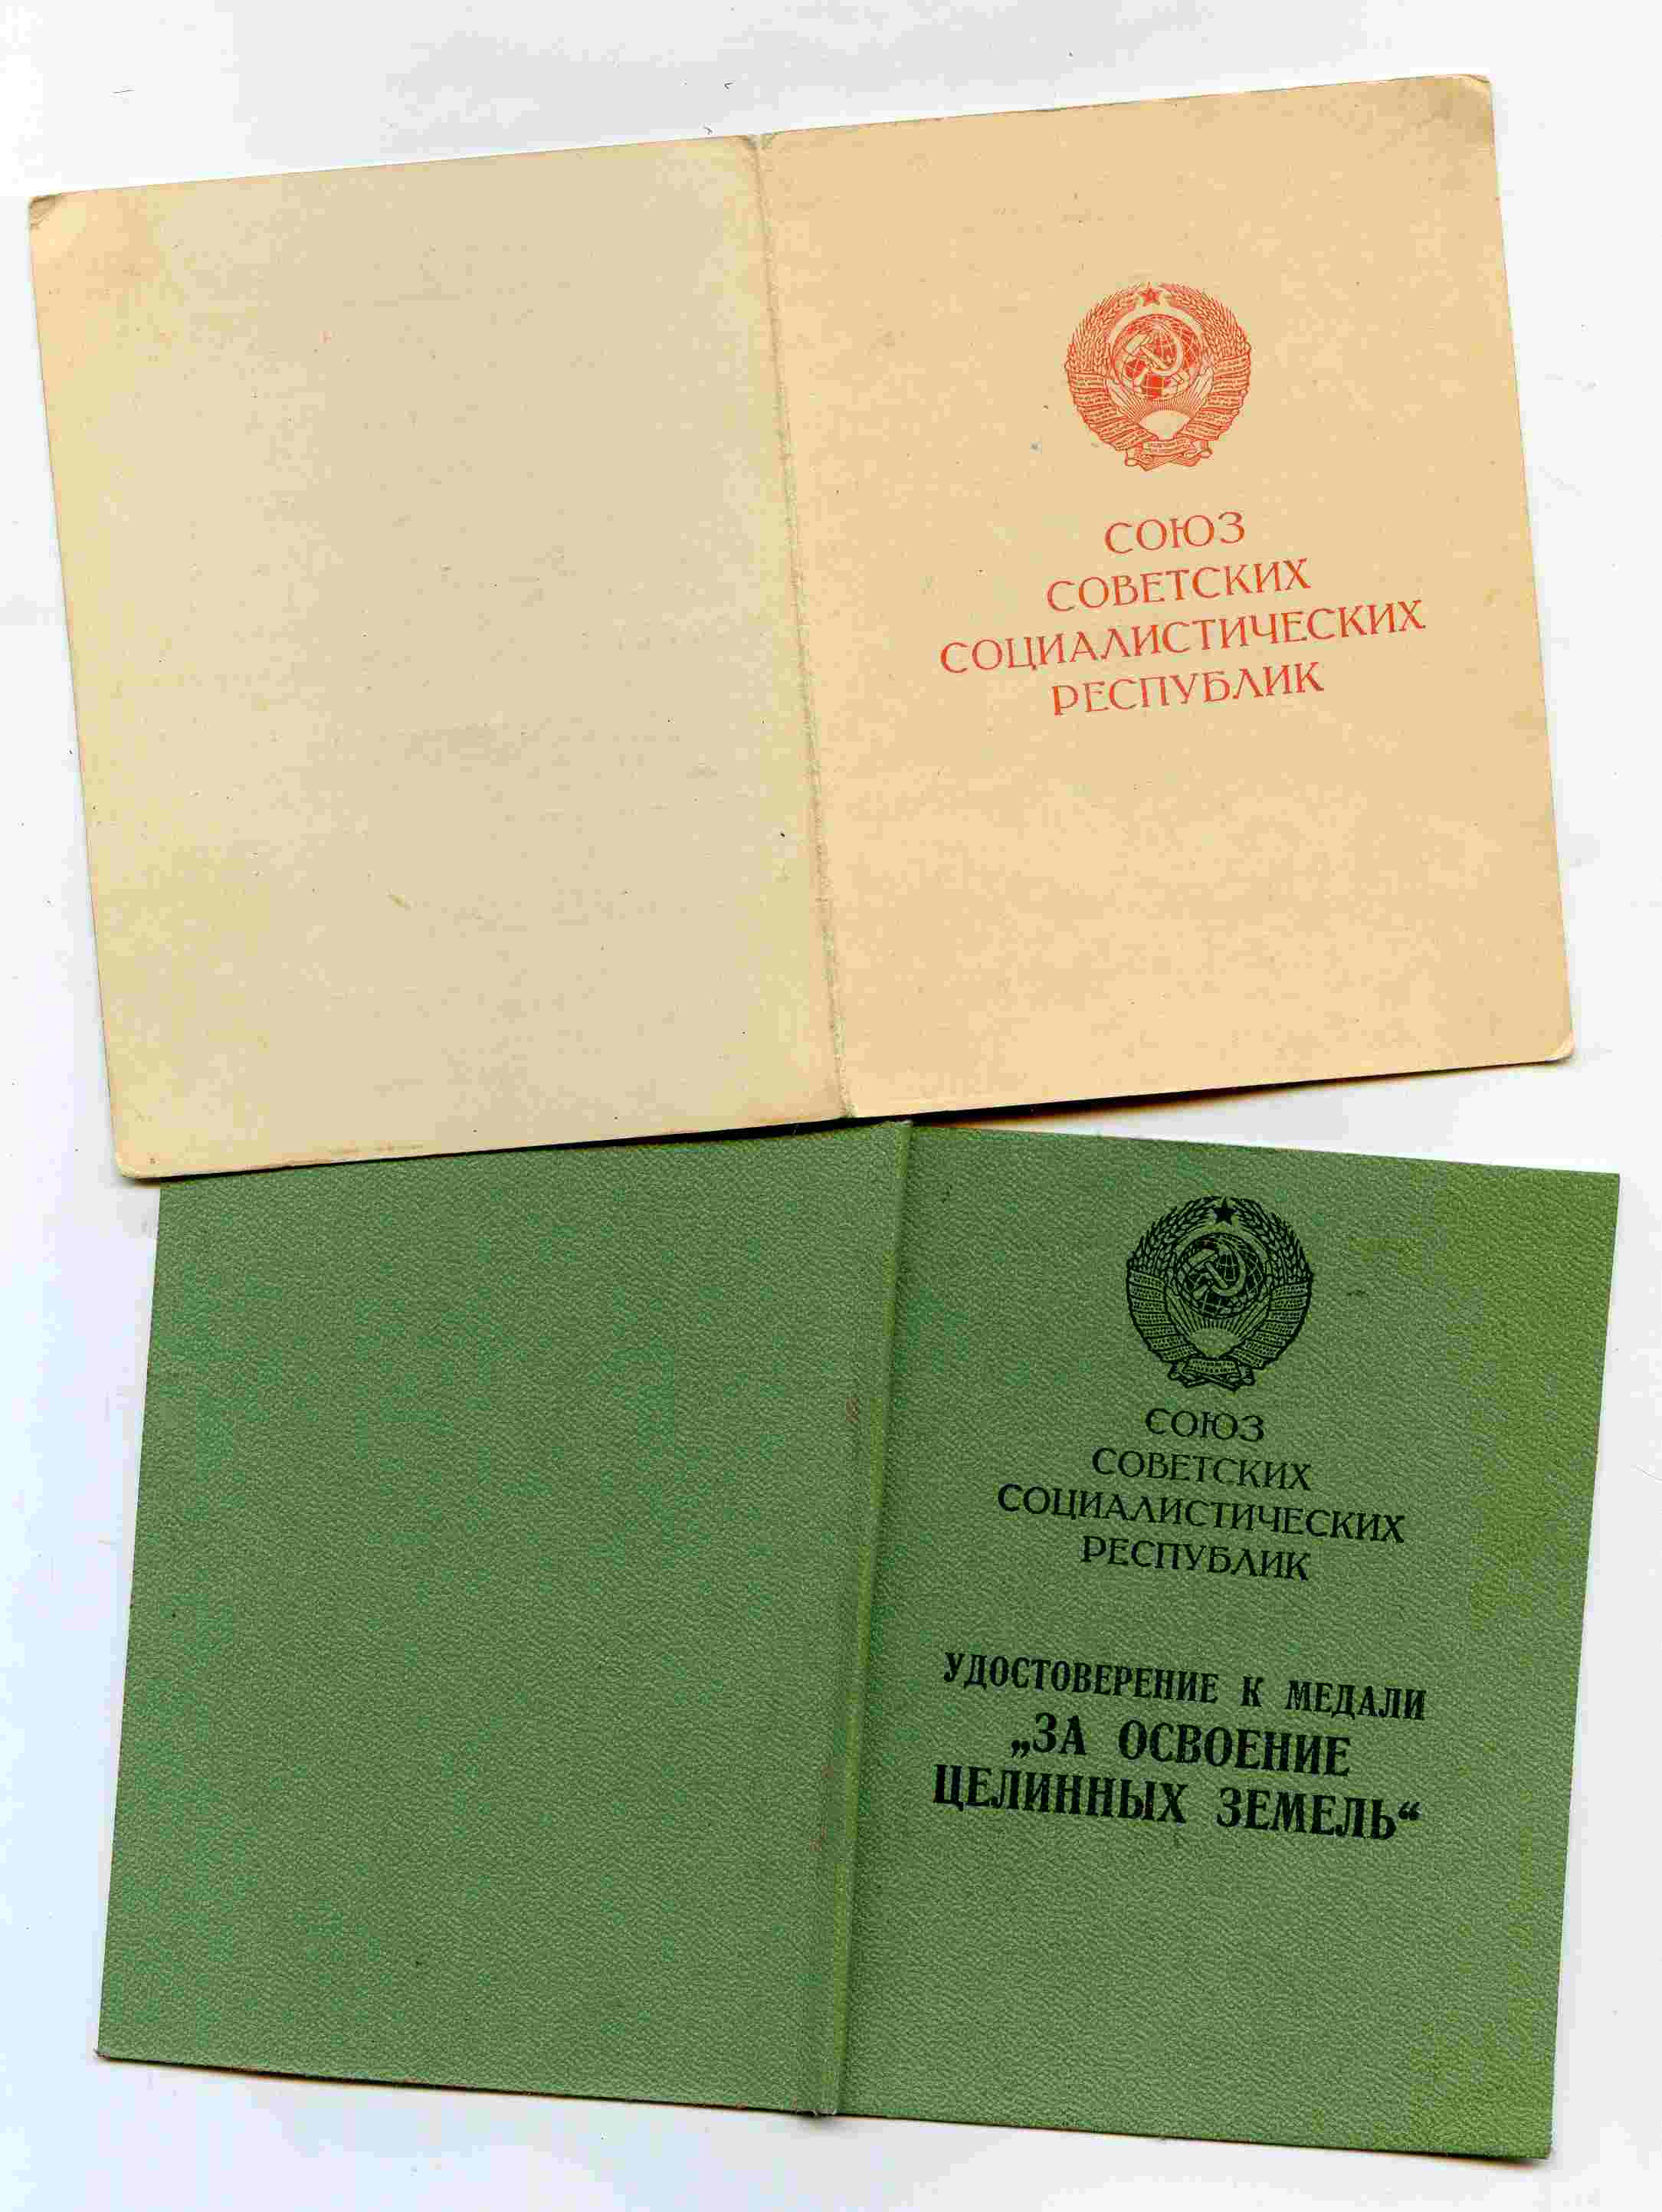 СОЮЗ
СОВЕТСКИХ
СОЦИАЛИСТИЧЕСКИХ
РЕСПУБЛИК
СОЮЗ
СОВЕТСКИХ
СОЦИАЛИСТИЧЕСКИХ
РЕСПУБЛИК
УДОСТОВЕРЕНИЕ К МЕДАЛИ
„ЗА ОСВОЕНИЕ
ЦЕЛИННЫХ ЗЕМЕЛЬ“